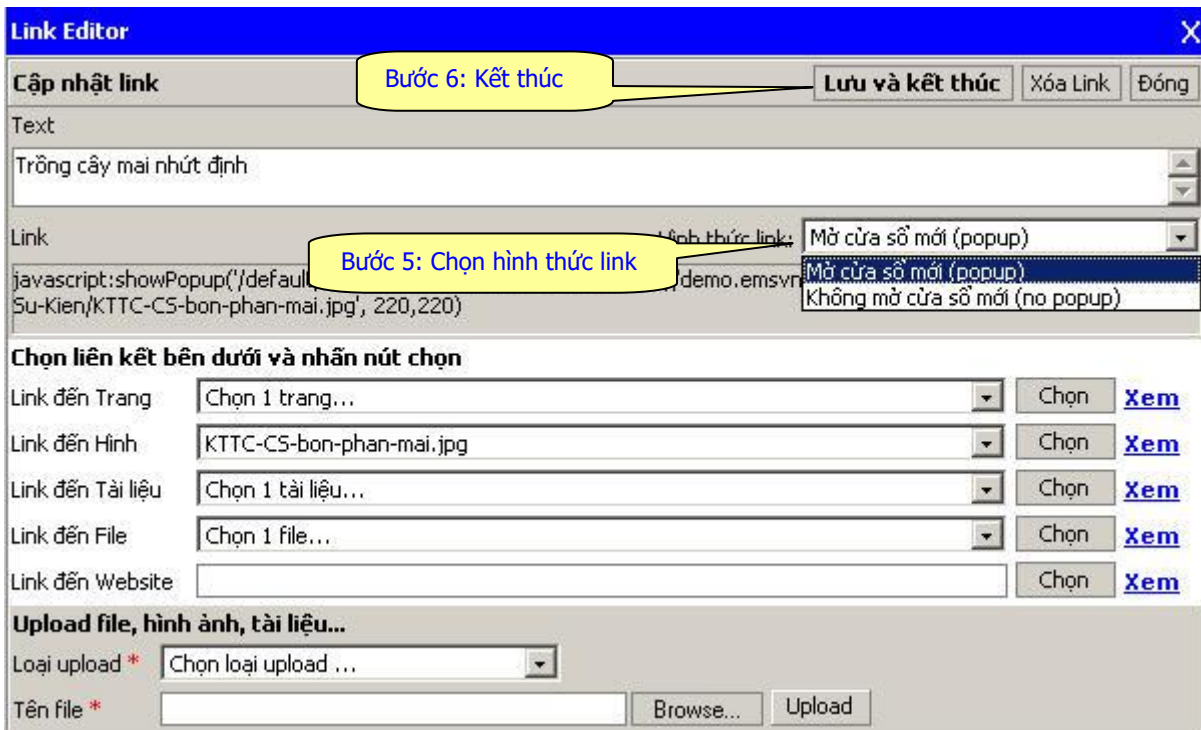 Link Editor X
Bước 6: Kết thúc
Cập nhật link Lưu và kết thúc Xóa Link Đóng
Text
Trồng cây mai nhứt định
Link thức link: Mở cửa sổ mới (popup)
Bước 5: Chọn hình thức link
javascript:showPopup('/default /demo.emsvn
Mở cửa sổ mới (popup)
Su-Kien/KTTC-CS-bon-phan-mai.jpg', 220,220) Không mở cửa sổ mới (no popup)
Chọn liên kết bên dưới và nhấn nút chọn
Link đến Trang Chọn 1 trang... Chọn Xem
Link đến Hình KTTC-CS-bon-phan-mai.jpg Chọn Xem
Link đến Tài liệu Chọn 1 tài liệu... Chọn Xem
Link đến File Chọn 1 file... Chọn Xem
Link đến Website Chọn Xem
Upload file, hình ảnh, tài liệu...
Loại upload * Chọn loại upload ...
Tên file * Browse... Upload